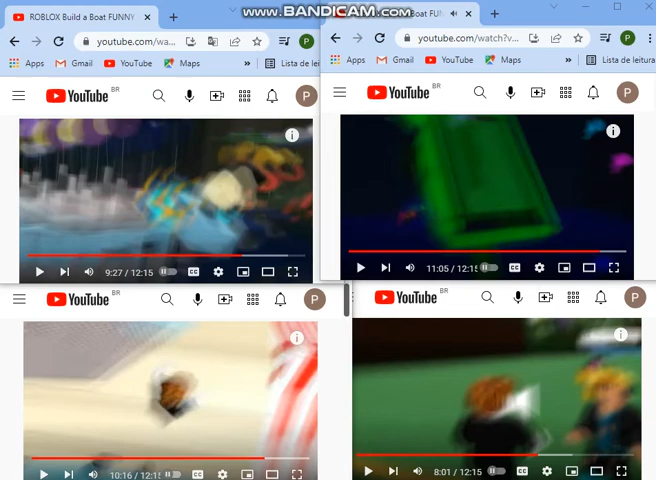 www.BANDICAM.COM
ROBLOX Build a Boat FUNNY
Boat FUN
youtube.com/wa...
youtube.com/watch?v...
Apps Gmail YouTube Maps Lista de leitura
Apps Gmail YouTube Maps Lista de leitura
YouTube BR P
YouTube BR P
9:27 / 12:15
11:05 / 12:15
YouTube BR P
YouTube BR P
10:16 / 12:15
8:01 / 12:15